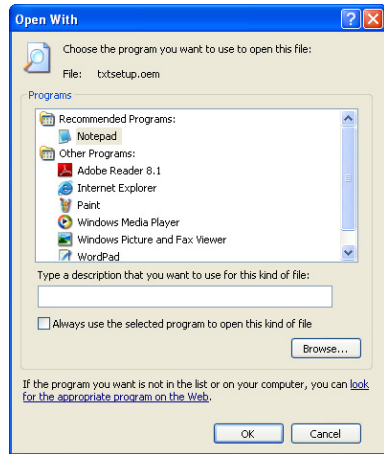 Open With
Choose the program you want to use to open this file:
File: txtsetup.oem
Programs
Recommended Programs:
Notepad
Other Programs:
Adobe Reader 8.1
Internet Explorer
Paint
Windows Media Player
Windows Picture and Fax Viewer
WordPad
Type a description that you want to use for this kind of file:
Always use the selected program to open this kind of file
Browse...
If the program you want is not in the list or on your computer, you can look
for the appropriate program on the Web.
OK Cancel